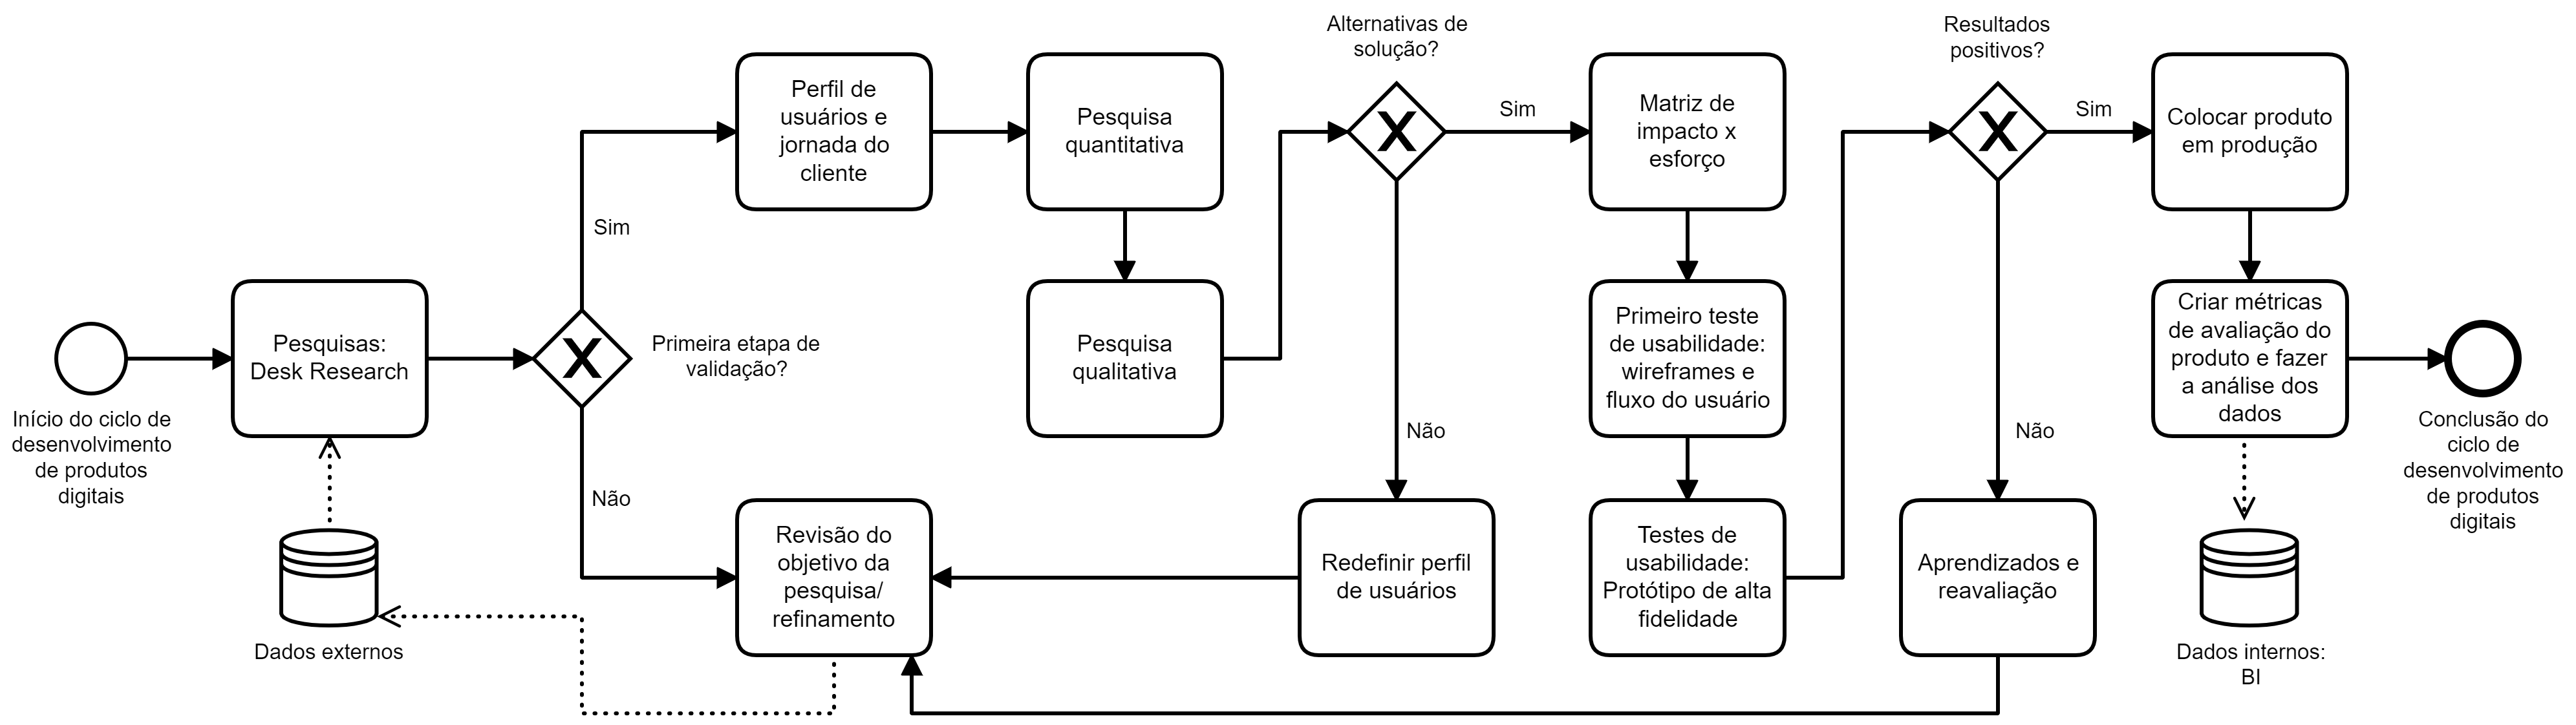 Alternativas de
solução?
Resultados
positivos?
Perfil de
usuários e
jornada do
cliente
Pesquisa
quantitativa
Sim
Matriz de
impacto x
esforço
Sim
Colocar produto
em produção
X
X
Sim
Pesquisas:
Desk Research
X
Primeira etapa de
validação?
Pesquisa
qualitativa
Primeiro teste
de usabilidade:
wireframes e
fluxo do usuário
Criar métricas
de avaliação do
produto e fazer
a análise dos
dados
Início do ciclo de
desenvolvimento
de produtos
digitais
Não
Não
Não
Conclusão do
ciclo de
desenvolvimento
de produtos
digitais
Revisão do
objetivo da
pesquisa/
refinamento
Redefinir perfil
de usuários
Testes de
usabilidade:
Protótipo de alta
fidelidade
Aprendizados e
reavaliação
Dados externos
Dados internos:
BI